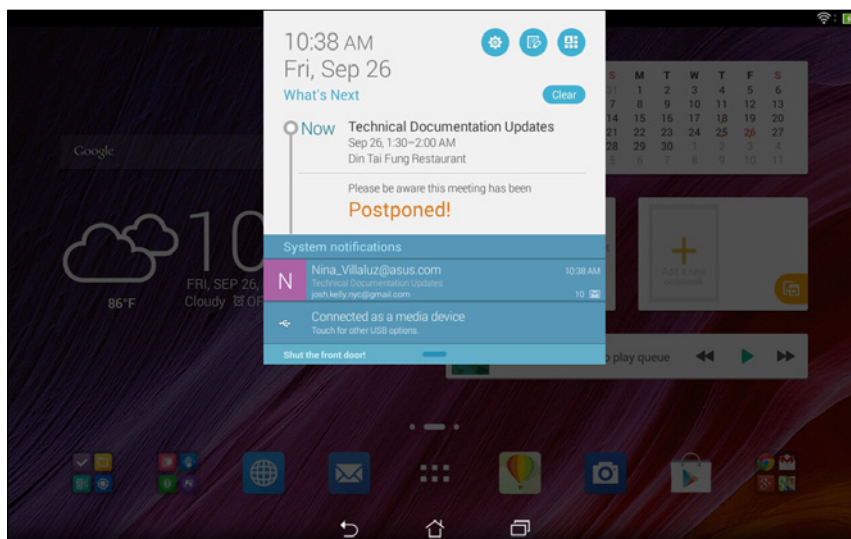 10:38 AM
Fri, Sep 26
What's Next
Clear
Now
Technical Documentation Updates
Sep 26, 1:30–2:00 AM
Din Tai Fung Restaurant
Please be aware this meeting has been
Postponed!
System notifications
N
Nina_Villaluz@asus.com
10:38 AM
Technical Documentation Updates
josh.kelly.nyc@gmail.com
10
Connected as a media device
Touch for other USB options.
Shut the front door!
Google
10
FRI, SEP 26,
86°F
Cloudy
OF
S M T W T F S
31 1 2 3 4 5 6
7 8 9 10 11 12 13
14 15 16 17 18 19 20
21 22 23 24 25 26 27
28 29 30 1 2 3 4
5 6 7 8 9 10 11
Add a new
play queue